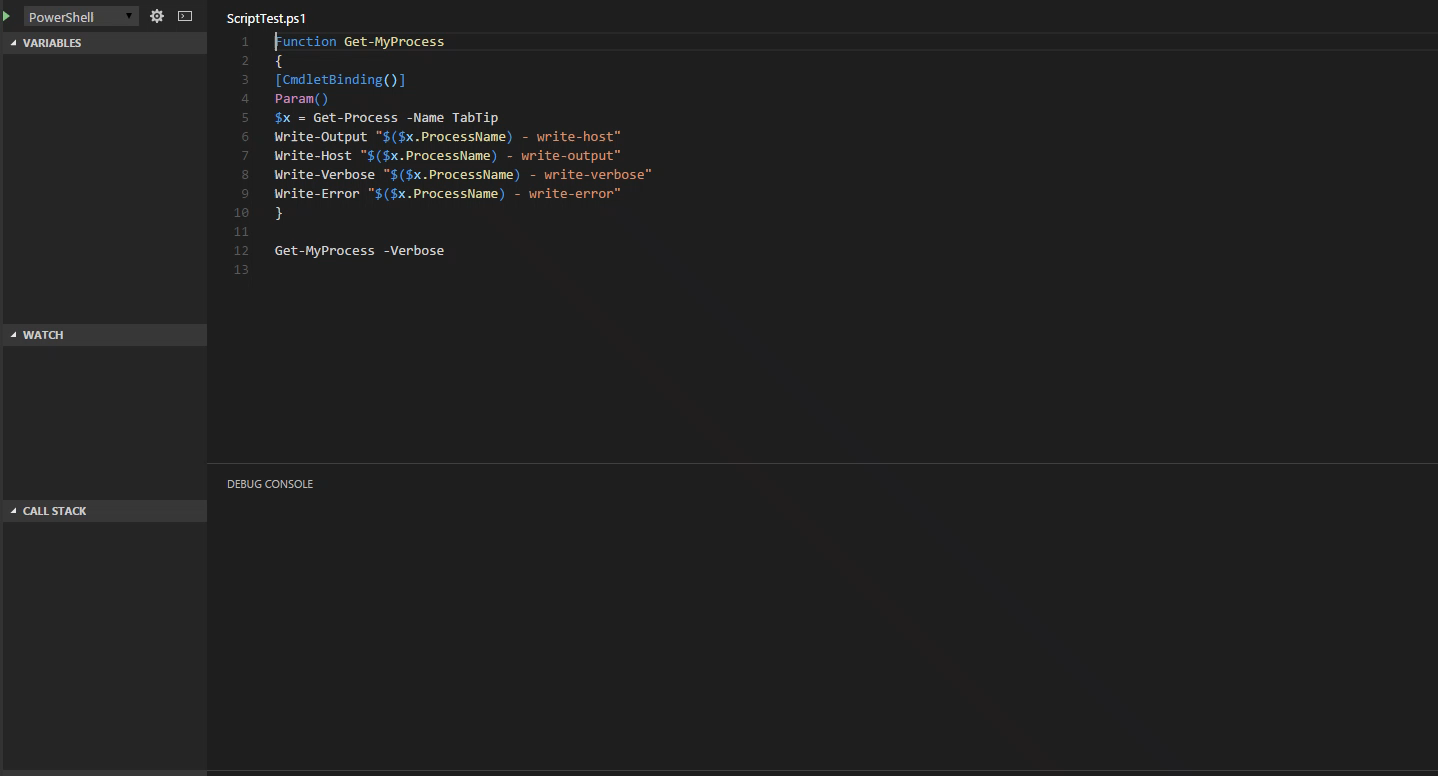 PowerShell
VARIABLES
WATCH
CALL STACK
ScriptTest.ps1
1 Function Get-MyProcess
2 {
3 [CmdletBinding()]
4 Param()
5 $x = Get-Process -Name TabTip
6 Write-Output "$($x.ProcessName) - write-host"
7 Write-Host "$($x.ProcessName) - write-output"
8 Write-Verbose "$($x.ProcessName) - write-verbose"
9 Write-Error "$($x.ProcessName) - write-error"
10 }
11
12 Get-MyProcess -Verbose
13
DEBUG CONSOLE